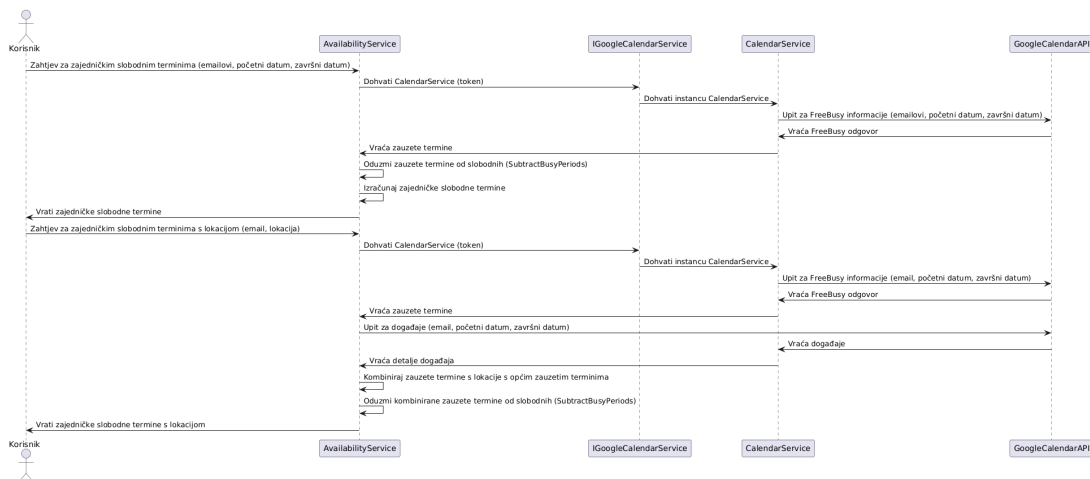 Korisnik
AvailabilityService
IGoogleCalendarService
CalendarService
GoogleCalendarAPI
Zahtjev za zajedničkim slobodnim terminima (emailovi, početni datum, završni datum)
Dohvati CalendarService (token)
Dohvati instancu CalendarService
Upit za FreeBusy informacije (emailovi, početni datum, završni datum)
Vraća FreeBusy odgovor
Vraća zauzete termine
Oduzmi zauzete termine od slobodnih (SubtractBusyPeriods)
Izračunaj zajedničke slobodne termine
Vrati zajedničke slobodne termine
Zahtjev za zajedničkim slobodnim terminima s lokacijom (email, lokacija)
Dohvati CalendarService (token)
Dohvati instancu CalendarService
Upit za FreeBusy informacije (email, početni datum, završni datum)
Vraća FreeBusy odgovor
Vraća zauzete termine
Upit za događaje (email, početni datum, završni datum)
Vraća događaje
Vraća detalje događaja
Kombiniraj zauzete termine s lokacije s općim zauzetim terminima
Oduzmi kombinirane zauzete termine od slobodnih (SubtractBusyPeriods)
Vrati zajedničke slobodne termine s lokacijom
Korisnik
AvailabilityService
IGoogleCalendarService
CalendarService
GoogleCalendarAPI